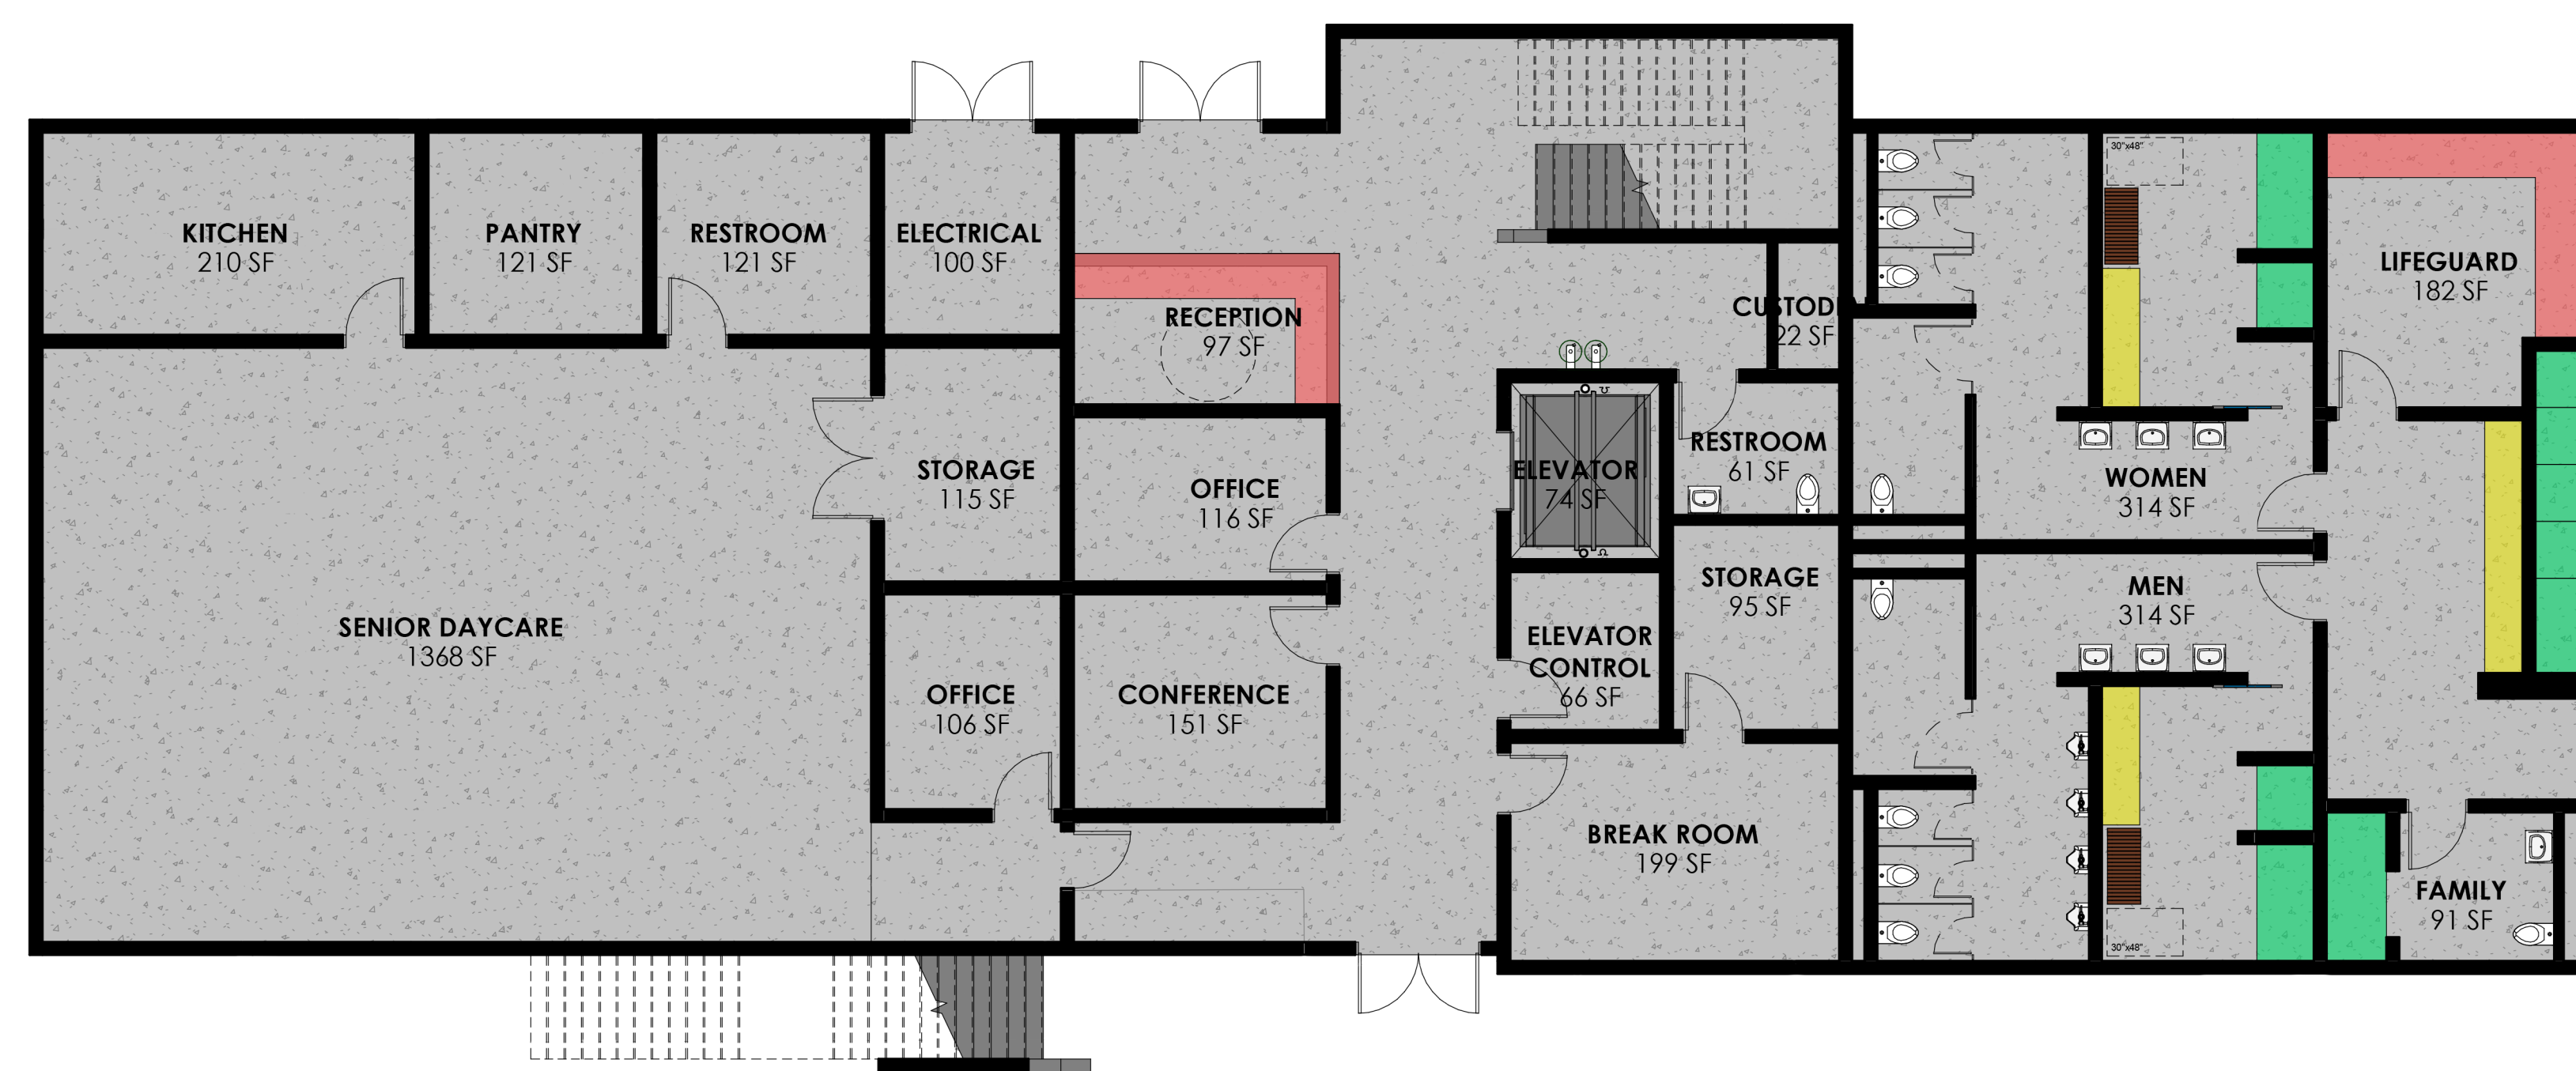 KITCHEN
210 SF
PANTRY
121 SF
RESTROOM
121 SF
ELECTRICAL
100 SF
RECEPTION
97 SF
CUSTODI
22 SF
30"x48"
LIFEGUARD
182 SF
STORAGE
115 SF
OFFICE
116 SF
ELEVATOR
74 SF
RESTROOM
61 SF
WOMEN
314 SF
SENIOR DAYCARE
1368 SF
OFFICE
106 SF
CONFERENCE
151 SF
ELEVATOR
CONTROL
66 SF
STORAGE
95 SF
MEN
314 SF
BREAK ROOM
199 SF
FAMILY
91 SF
30"x48"